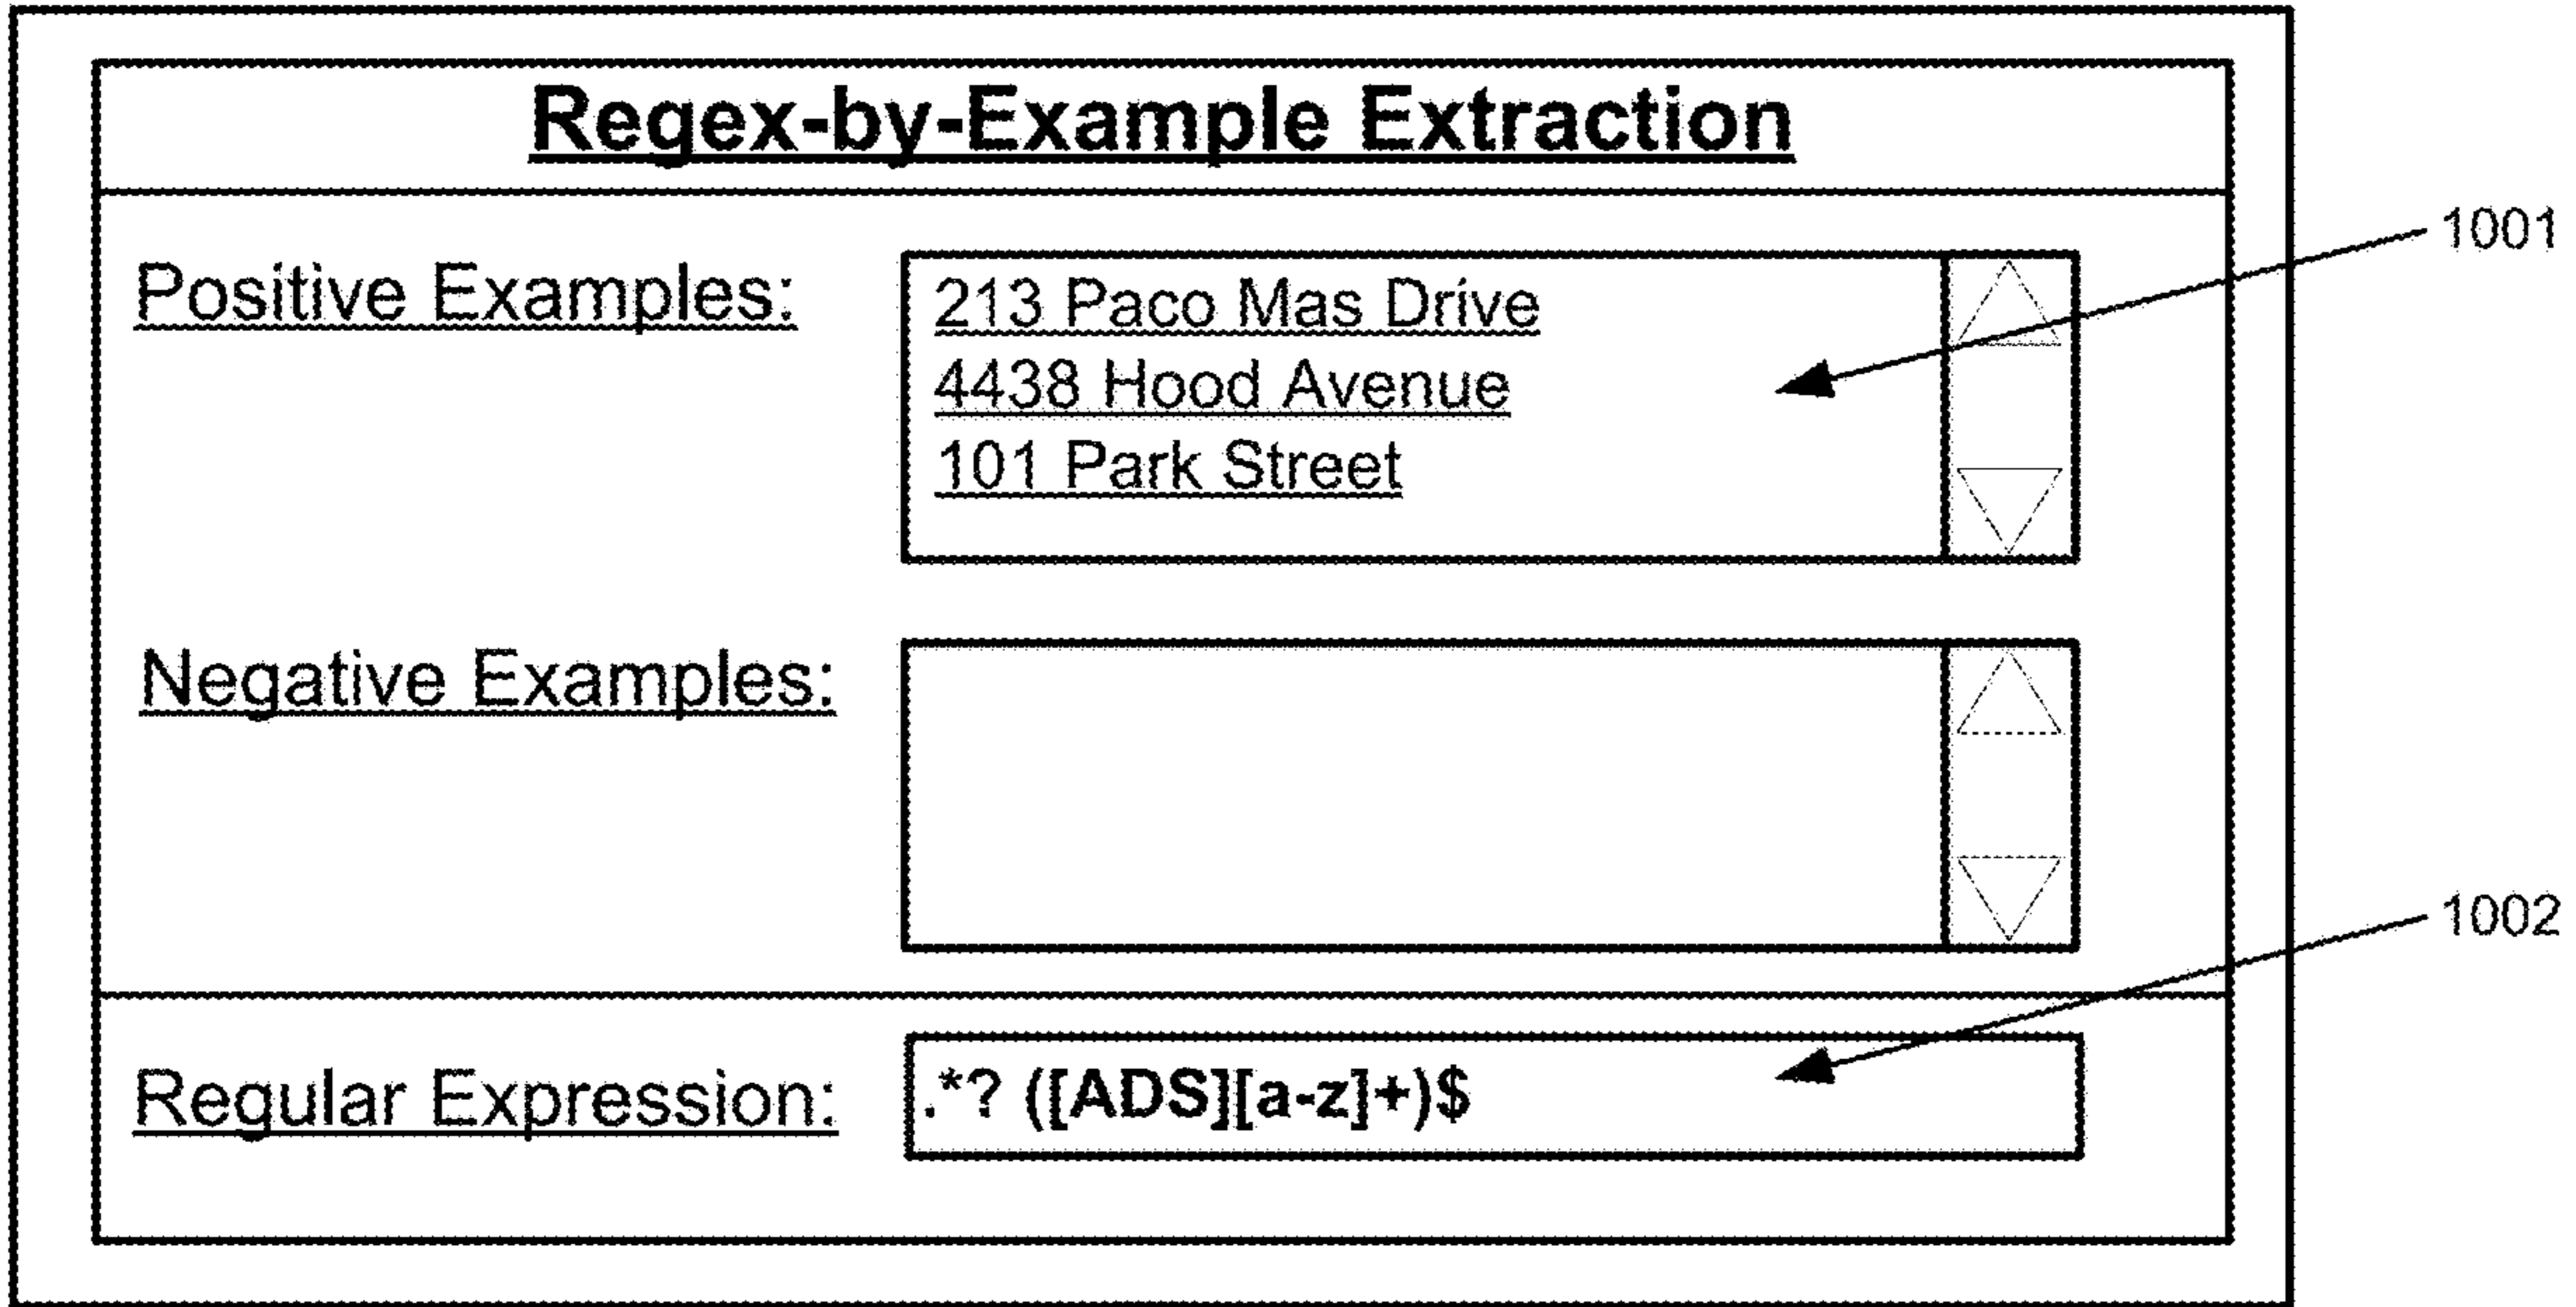 Regex-by-Example Extraction
1001
Positive Examples:
213 Paco Mas Drive
4438 Hood Avenue
101 Park Street
Negative Examples:
1002
Regular Expression:
.*? ([ADS][a-z]+)$